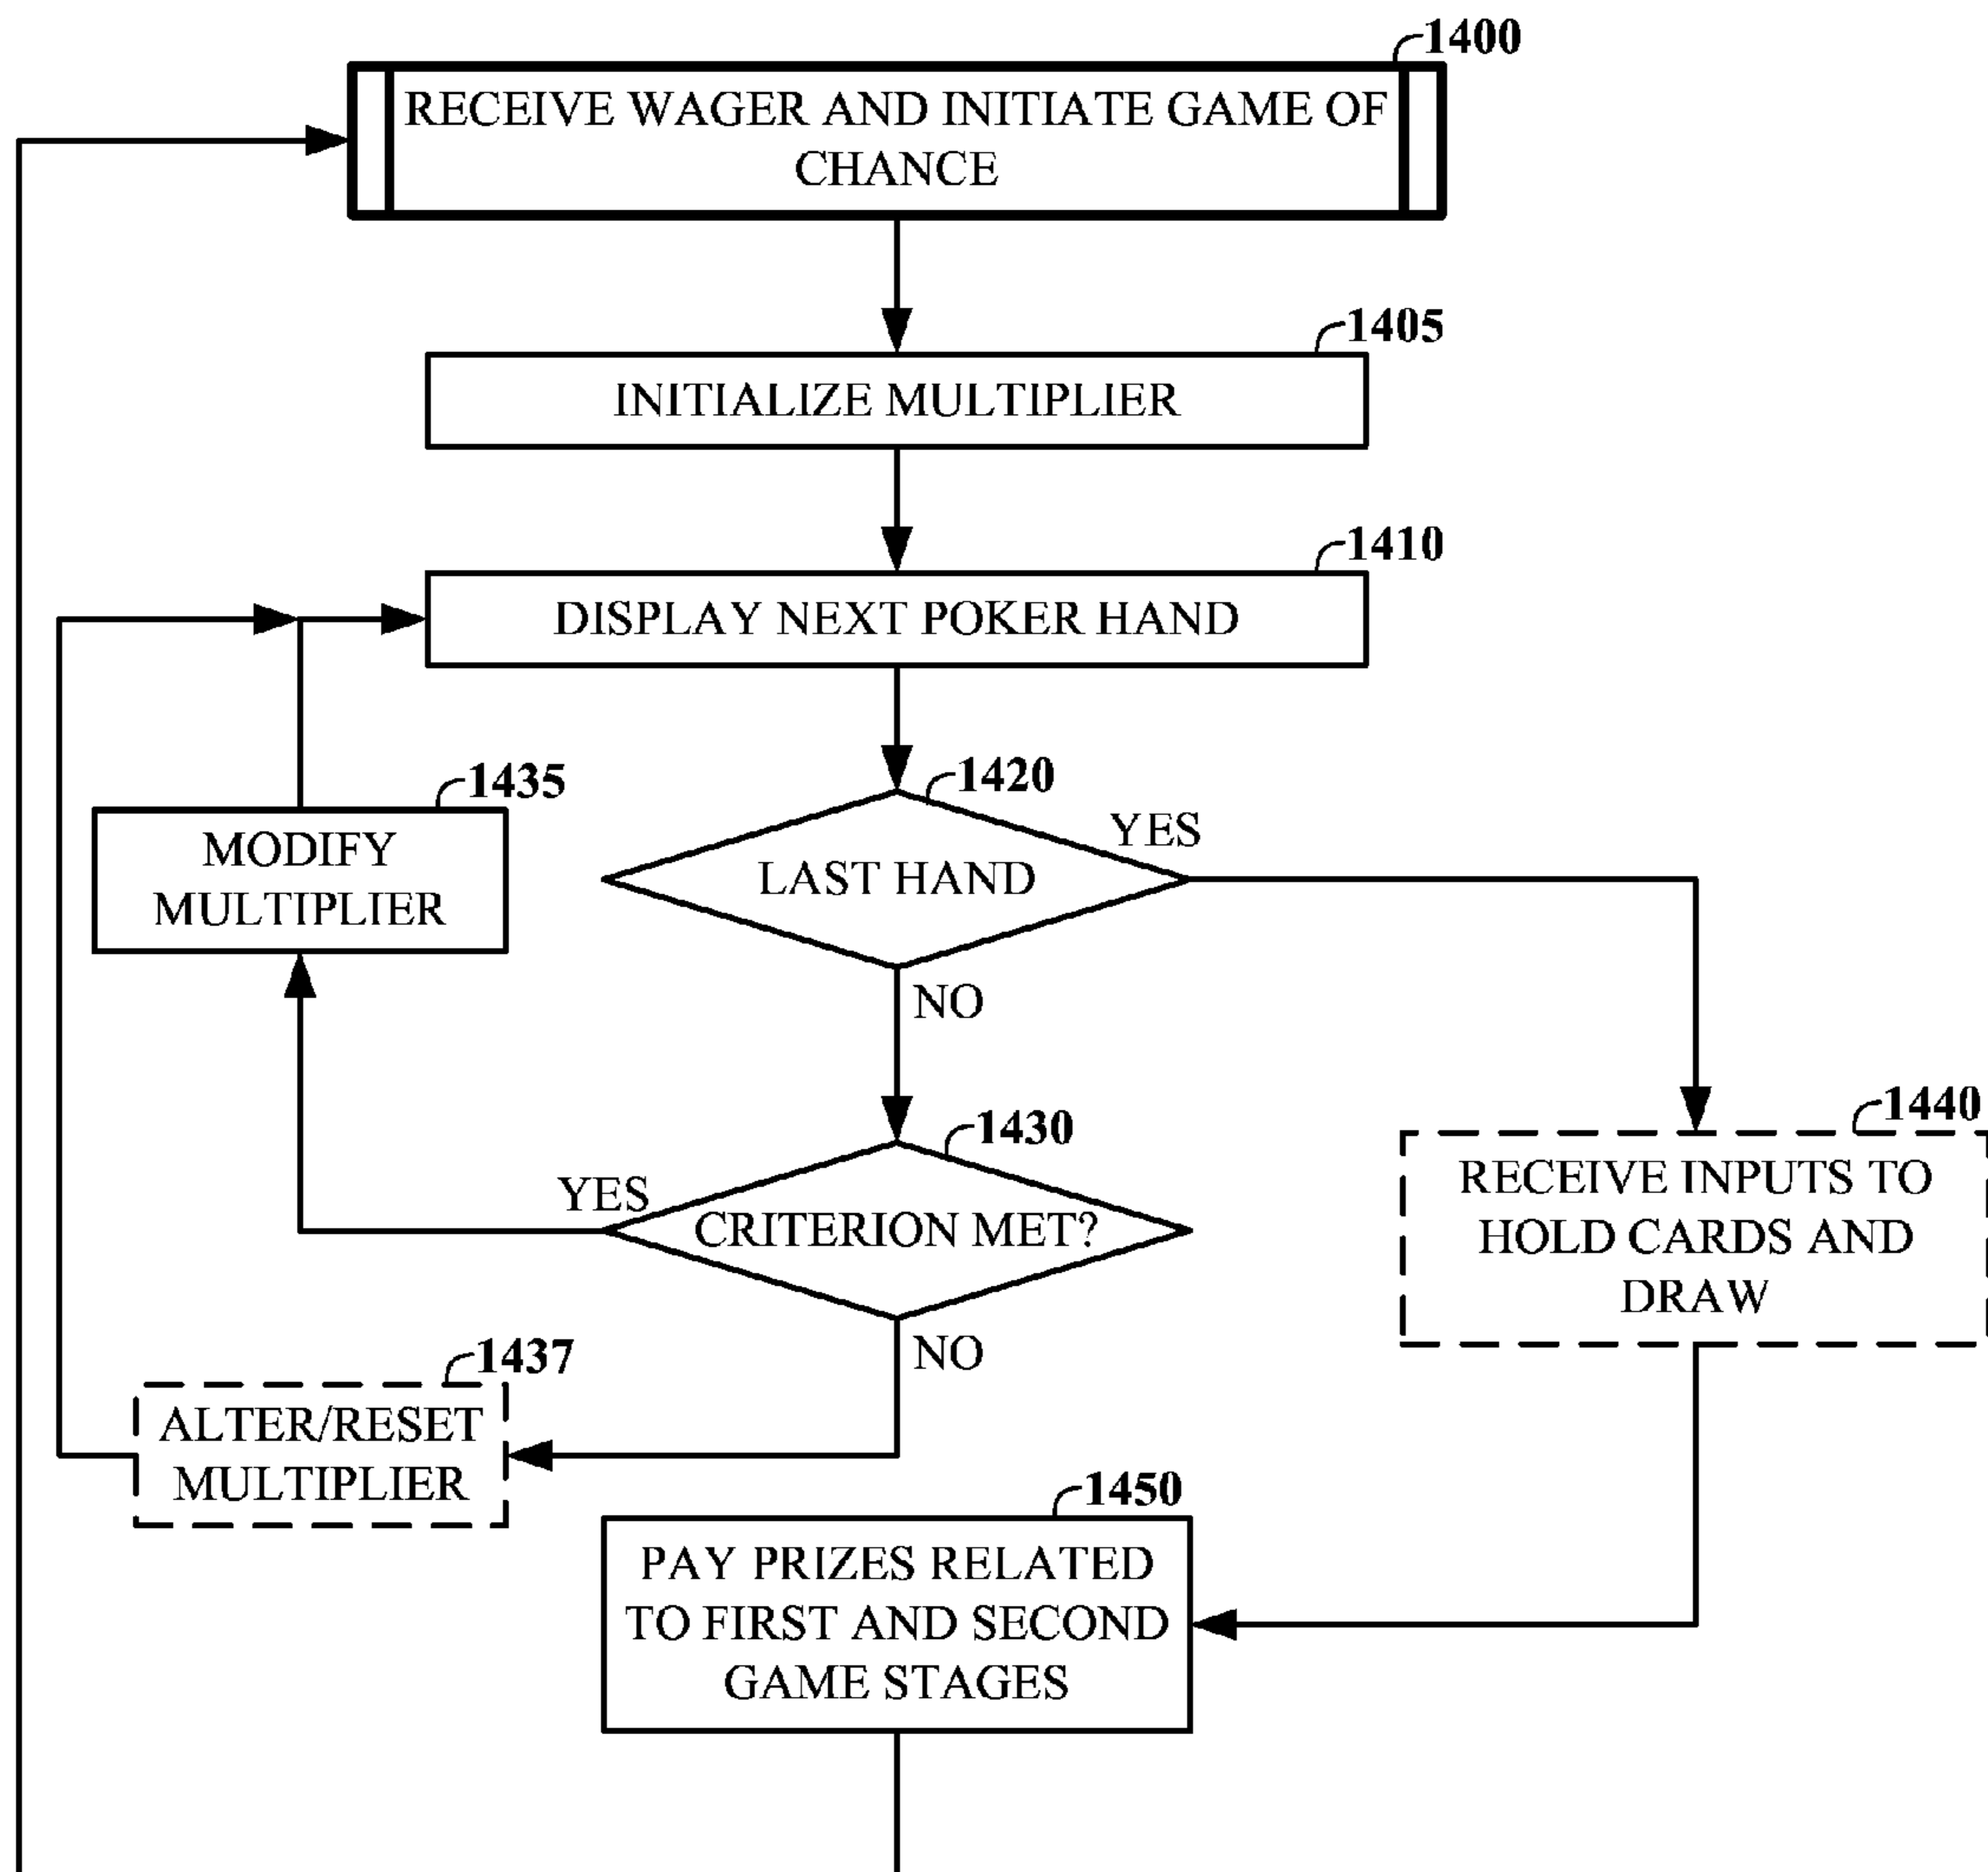 1400
RECEIVE WAGER AND INITIATE GAME OF
CHANCE
1405
INITIALIZE MULTIPLIER
1410
DISPLAY NEXT POKER HAND
1420
YES
LAST HAND
NO
1435
MODIFY
MULTIPLIER
1430
YES
CRITERION MET?
NO
1440
RECEIVE INPUTS TO
HOLD CARDS AND
DRAW
1437
ALTER/RESET
MULTIPLIER
1450
PAY PRIZES RELATED
TO FIRST AND SECOND
GAME STAGES